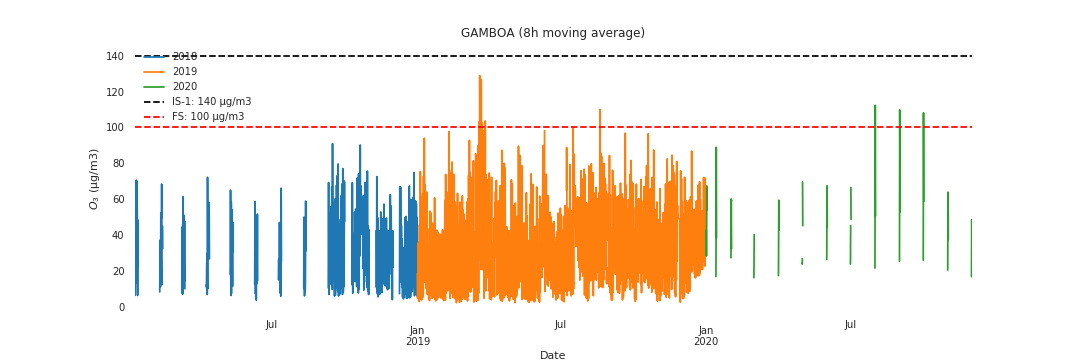 GAMBOA (8h moving average)
140
120
100
80
60
40
20
0
O₃ (µg/m3)
2018
2019
2020
IS-1: 140 µg/m3
FS: 100 µg/m3
Jul
Jan
2019
Jul
Jan
2020
Jul
Date